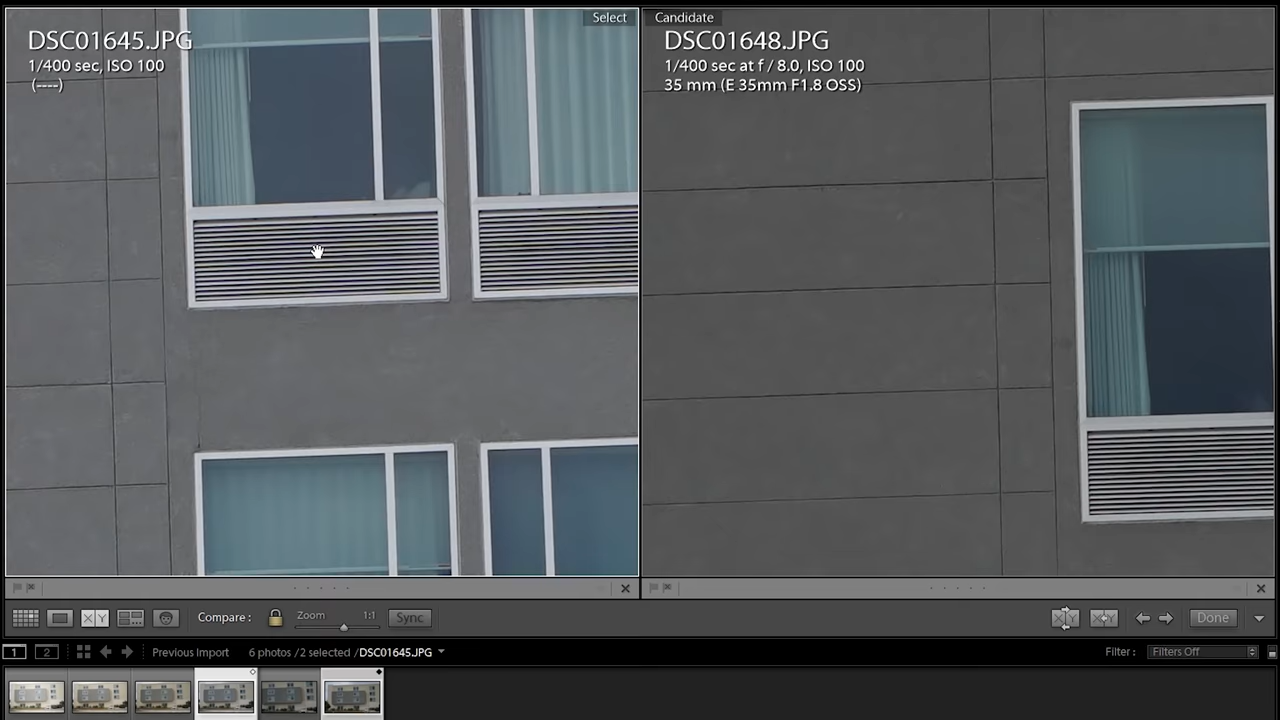 Select
DSC01645.JPG
1/400 sec, ISO 100
(----)
Candidate
DSC01648.JPG
1/400 sec at f / 8.0, ISO 100
35 mm (E 35mm F1.8 OSS)
X Y
Compare :
Zoom
1:1
Sync
X Y
X Y
Done
1
2
Previous Import
6 photos /2 selected /DSC01645.JPG
Filter :
Filters Off